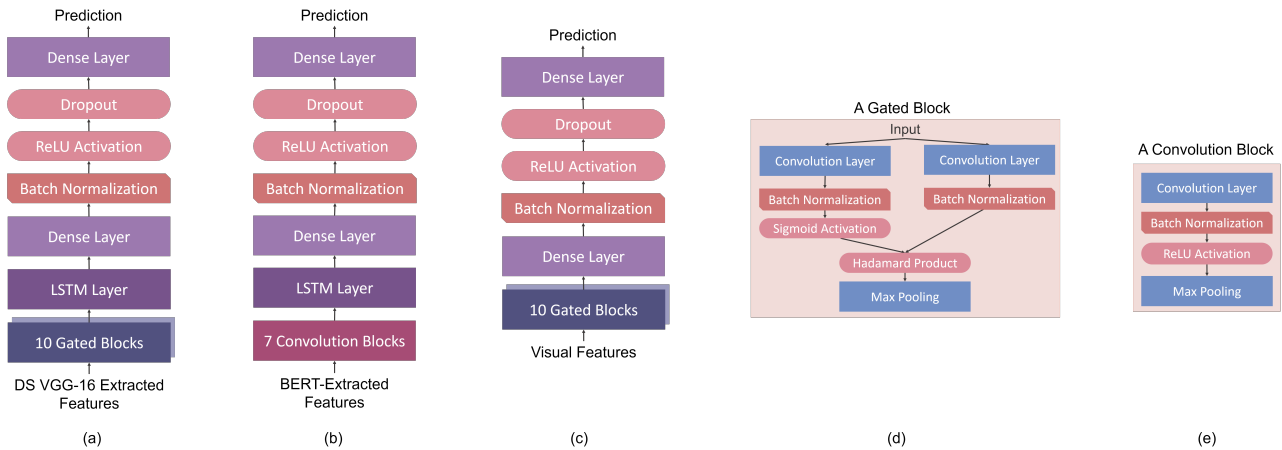 Prediction
Dense Layer
Dropout
ReLU Activation
Batch Normalization
Dense Layer
LSTM Layer
10 Gated Blocks
DS VGG-16 Extracted
Features
(a)
Prediction
Dense Layer
Dropout
ReLU Activation
Batch Normalization
Dense Layer
LSTM Layer
7 Convolution Blocks
BERT-Extracted
Features
(b)
Prediction
Dense Layer
Dropout
ReLU Activation
Batch Normalization
Dense Layer
10 Gated Blocks
Visual Features
(c)
A Gated Block
Input
Convolution Layer
Convolution Layer
Batch Normalization
Batch Normalization
Sigmoid Activation
Hadamard Product
Max Pooling
(d)
A Convolution Block
Convolution Layer
Batch Normalization
ReLU Activation
Max Pooling
(e)